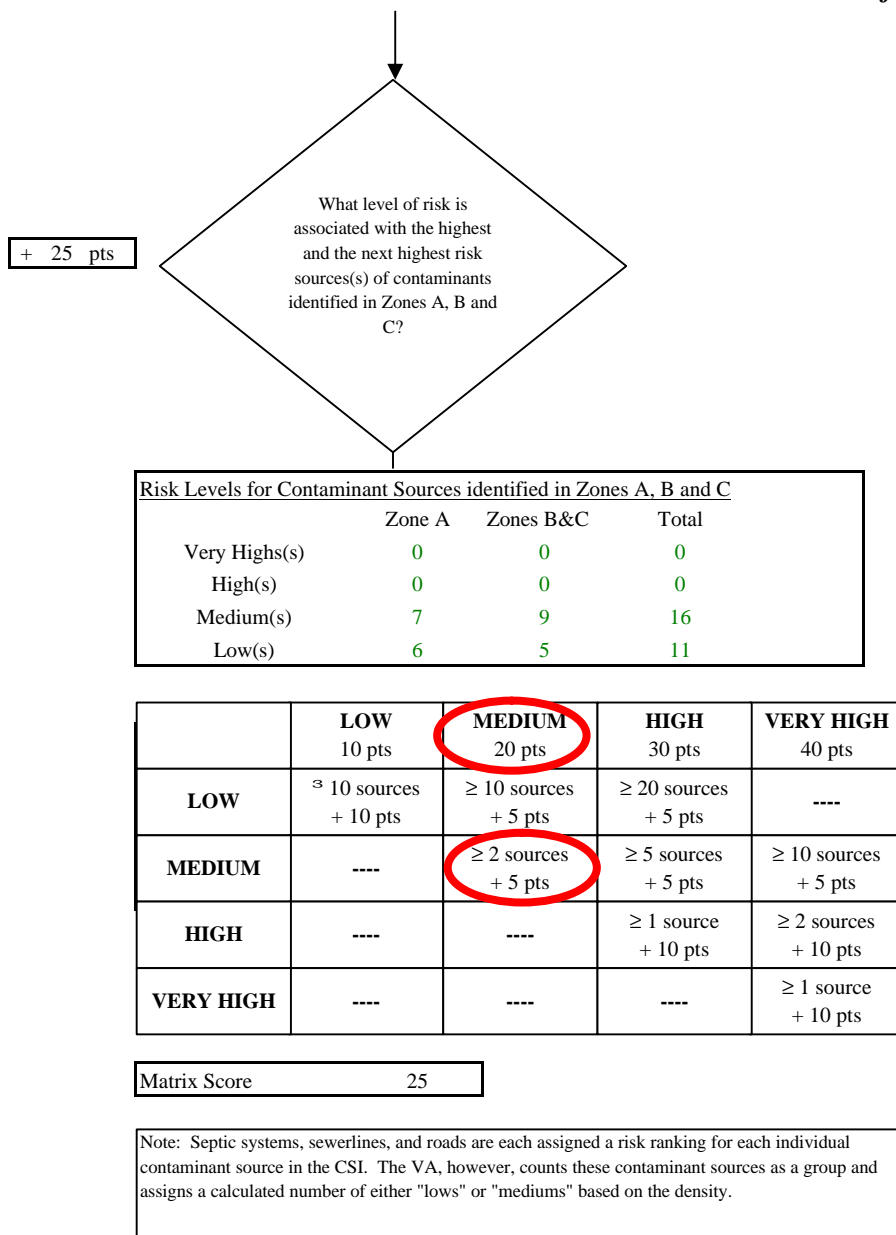 What level of risk is
associated with the highest
and the next highest risk
sources(s) of contaminants
identified in Zones A, B and
C?
+ 25 pts
Risk Levels for Contaminant Sources identified in Zones A, B and C
Zone A Zones B&C Total
Very Highs(s) 0 0 0
High(s) 0 0 0
Medium(s) 7 9 16
Low(s) 6 5 11
LOW MEDIUM HIGH VERY HIGH
10 pts 20 pts 30 pts 40 pts
LOW ³ 10 sources ≥ 10 sources ≥ 20 sources ----
+ 10 pts + 5 pts + 5 pts
MEDIUM ---- ≥ 2 sources ≥ 5 sources ≥ 10 sources
+ 5 pts + 5 pts + 5 pts
HIGH ---- ---- ≥ 1 source ≥ 2 sources
+ 10 pts + 10 pts
VERY HIGH ---- ---- ---- ≥ 1 source
+ 10 pts
Matrix Score 25
Note: Septic systems, sewerlines, and roads are each assigned a risk ranking for each individual
contaminant source in the CSI. The VA, however, counts these contaminant sources as a group and
assigns a calculated number of either "lows" or "mediums" based on the density.